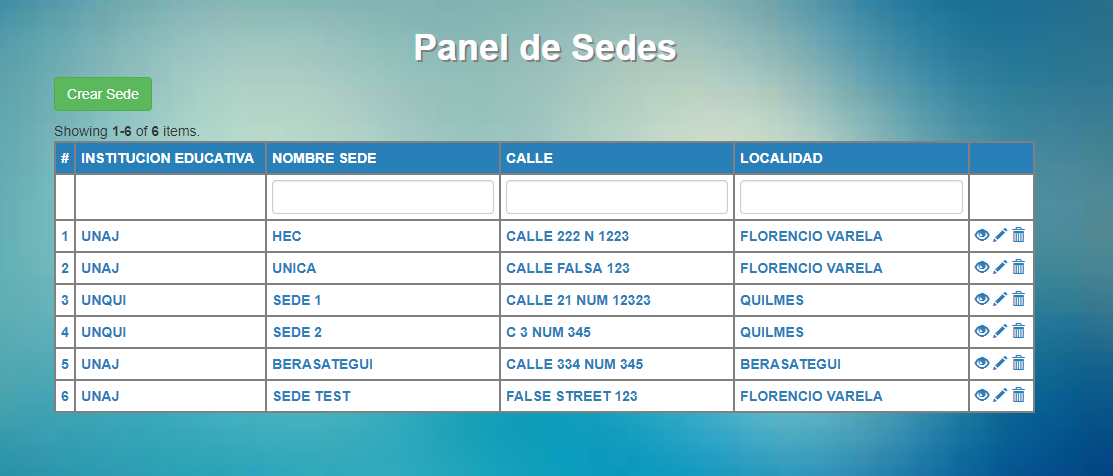 Panel de Sedes
Crear Sede
Showing 1-6 of 6 items.
# INSTITUCION EDUCATIVA NOMBRE SEDE CALLE LOCALIDAD
1 UNAJ HEC CALLE 222 N 1223 FLORENCIO VARELA
2 UNAJ UNICA CALLE FALSA 123 FLORENCIO VARELA
3 UNQUI SEDE 1 CALLE 21 NUM 12323 QUILMES
4 UNQUI SEDE 2 C 3 NUM 345 QUILMES
5 UNAJ BERASATEGUI CALLE 334 NUM 345 BERASATEGUI
6 UNAJ SEDE TEST FALSE STREET 123 FLORENCIO VARELA